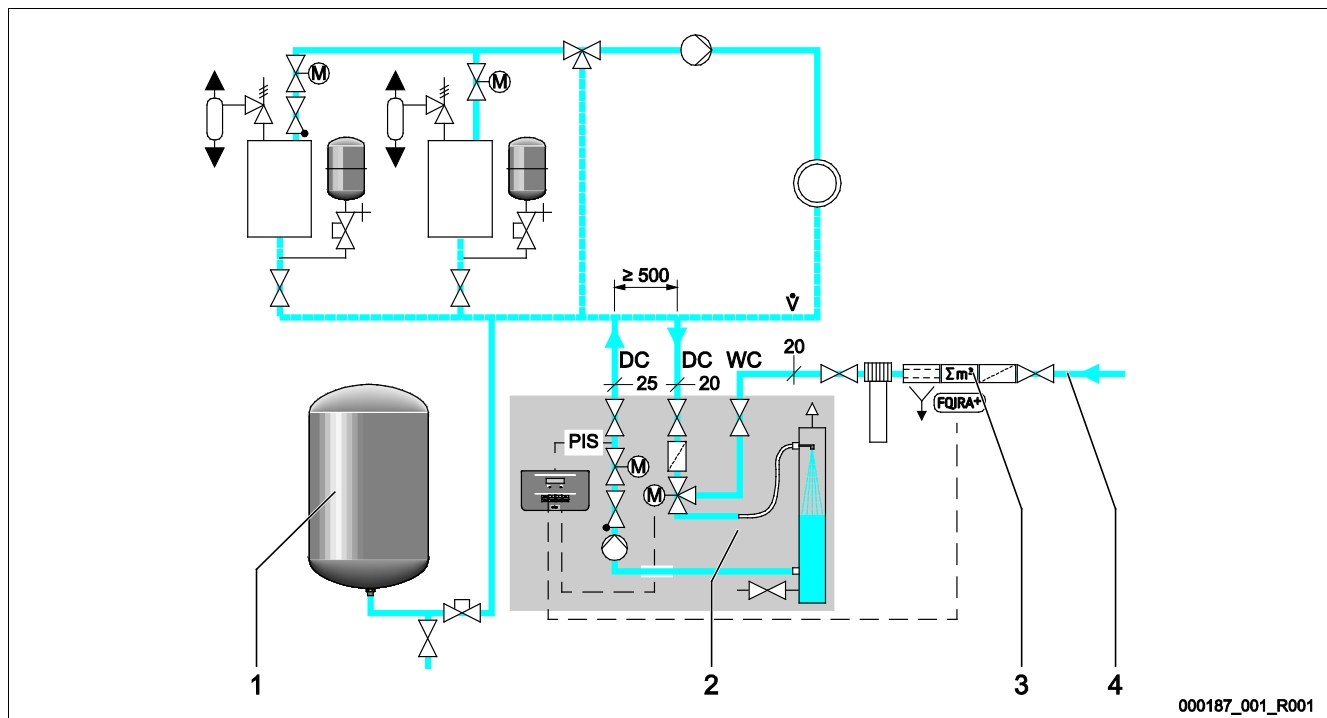 M
M
≥ 500
V̇
DC
DC
WC
20
25
20
Σm³
FQIRA+
PIS
M
M
1
2
3
4
000187_001_R001